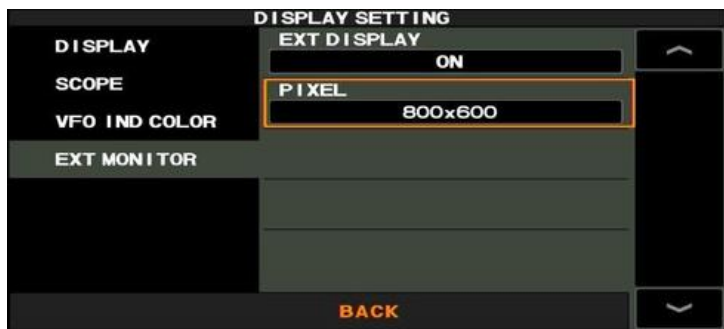 DISPLAY SETTING
DISPLAY
SCOPE
VFO IND COLOR
EXT MONITOR
EXT DISPLAY
ON
PIXEL
800x600
BACK